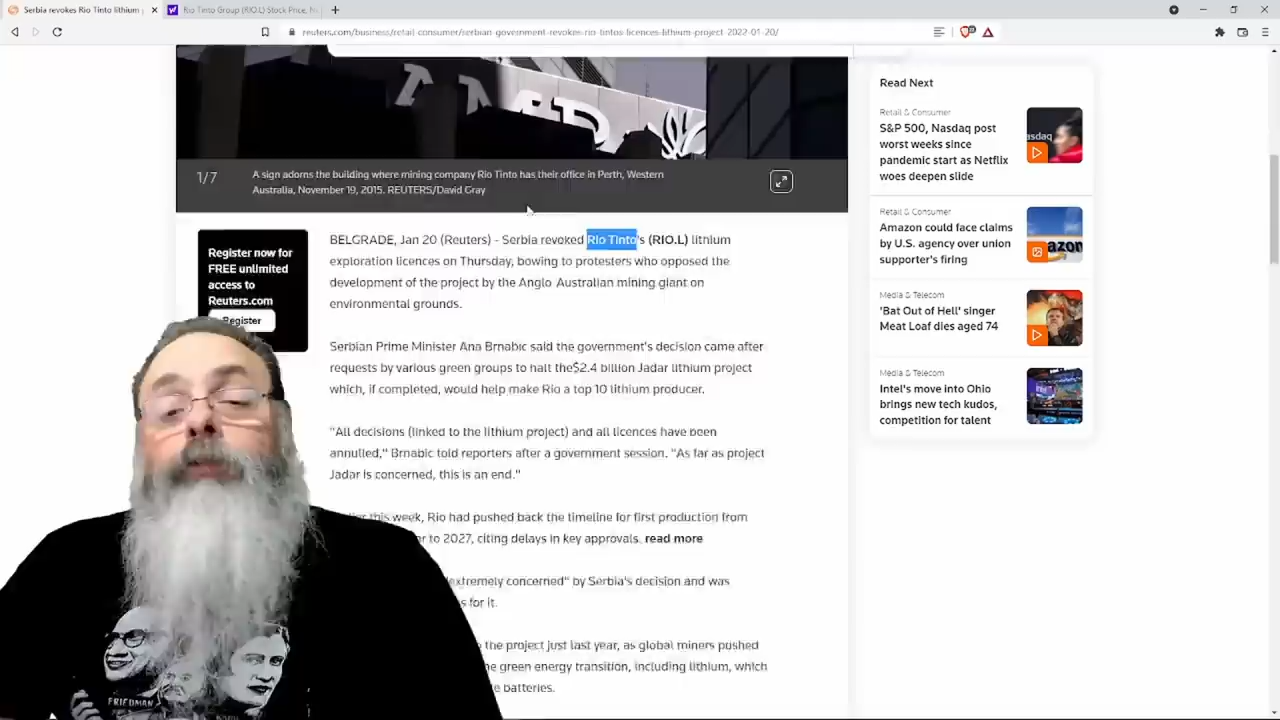 Serbia revokes Rio Tinto lithium
Rio Tinto Group (RIO.L) Stock Price, N
reuters.com/business/retail-consumer/serbian-government-revokes-rio-tintos-licences-lithium-project-2022-01-20/
1/7
A sign adorns the building where mining company Rio Tinto has their office in Perth, Western
Australia, November 19, 2015. REUTERS/David Gray
Register now for
FREE unlimited
access to
Reuters.com
Register
BELGRADE, Jan 20 (Reuters) - Serbia revoked Rio Tinto's (RIO.L) lithium
exploration licences on Thursday, bowing to protesters who opposed the
development of the project by the Anglo-Australian mining giant on
environmental grounds.
Serbian Prime Minister Ana Brnabic said the government's decision came after
requests by various green groups to halt the$2.4 billion Jadar lithium project
which, if completed, would help make Rio a top 10 lithium producer.
"All decisions (linked to the lithium project) and all licences have been
annulled," Brnabic told reporters after a government session. "As far as project
Jadar is concerned, this is an end."
this week, Rio had pushed back the timeline for first production from
to 2027, citing delays in key approvals. read more
"extremely concerned" by Serbia's decision and was
for it.
the project just last year, as global miners pushed
the green energy transition, including lithium, which
batteries.
Read Next
Retail & Consumer
S&P 500, Nasdaq post
worst weeks since
pandemic start as Netflix
woes deepen slide
asdaq
Retail & Consumer
Amazon could face claims
by U.S. agency over union
supporter's firing
azon
Media & Telecom
'Bat Out of Hell' singer
Meat Loaf dies aged 74
Media & Telecom
Intel's move into Ohio
brings new tech kudos,
competition for talent
FRIEDMAN